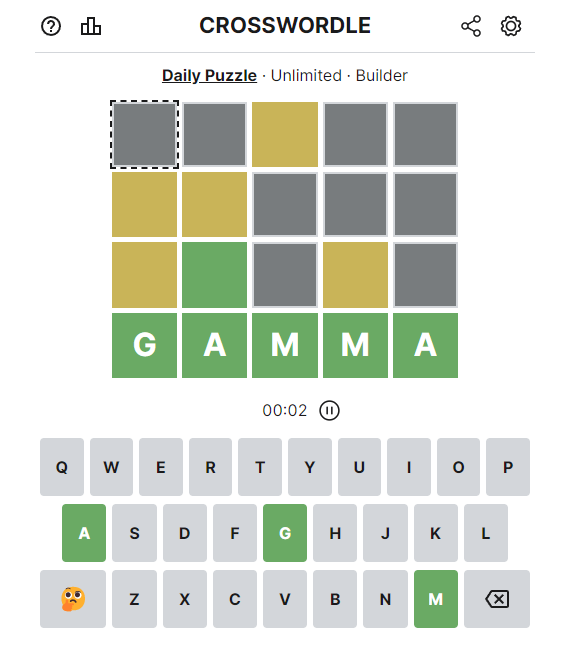 CROSSWORDLE
Daily Puzzle · Unlimited · Builder
G A M M A
00:02
Q W E R T Y U I O P
A S D F G H J K L
Z X C V B N M